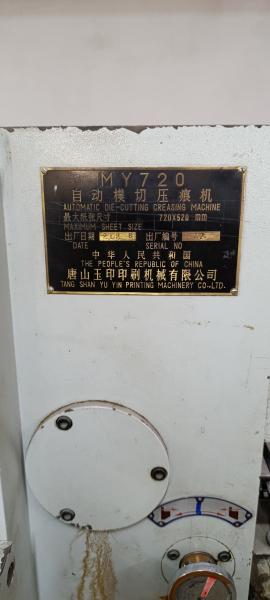 MY720
自动模切压痕机
AUTOMATIC DIE-CUTTING CREASING MACHINE
最大纸张尺寸 720X520 mm
MAXIMUM SHEET SIZE
出厂日期 出厂编号
DATE SERIAL NO
中华人民共和国
THE PEOPLE'S REPUBLIC OF CHINA
唐山玉印印刷机械有限公司
TANG SHAN YU YIN PRINTING MACHINERY CO-LTD.